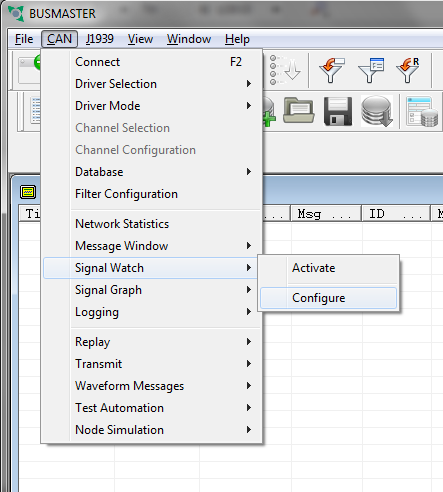 BUSMASTER
File CAN J1939 View Window Help
Connect F2
Driver Selection
Driver Mode
Channel Selection
Channel Configuration
Database
Filter Configuration
Network Statistics
Message Window
Signal Watch
Signal Graph
Logging
Replay
Transmit
Waveform Messages
Test Automation
Node Simulation
Activate
Configure
R
Ti ... Msg ... ID ... M